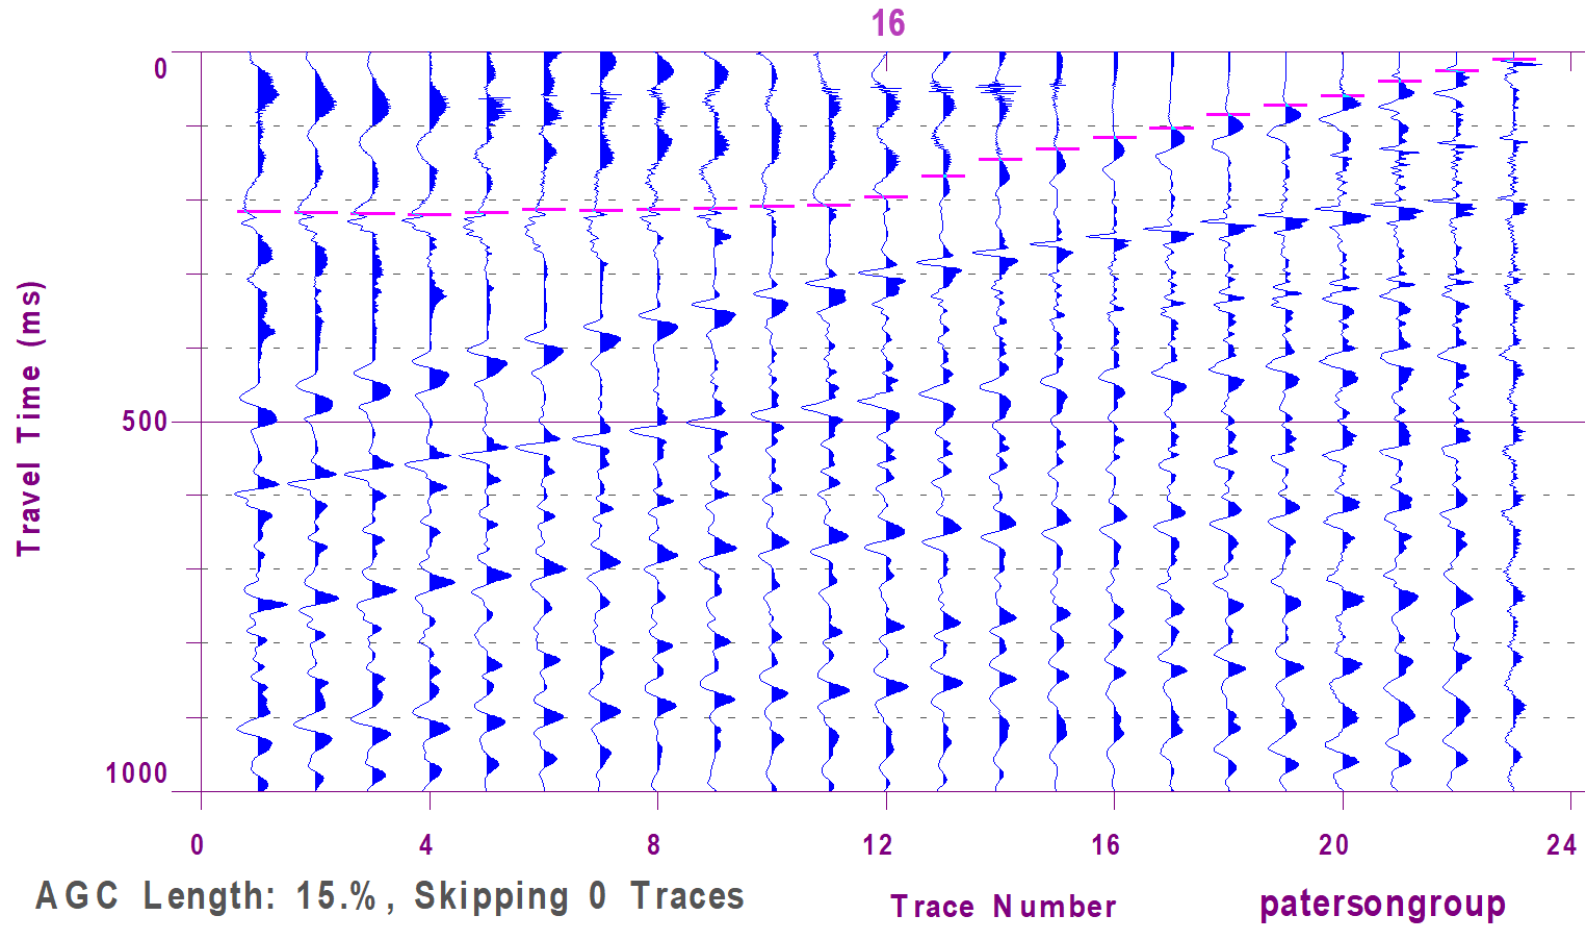 16
0
500
1000
Travel Time (ms)
0 4 8 12 16 20 24
AGC Length: 15.%, Skipping 0 Traces
Trace Number
patersongroup